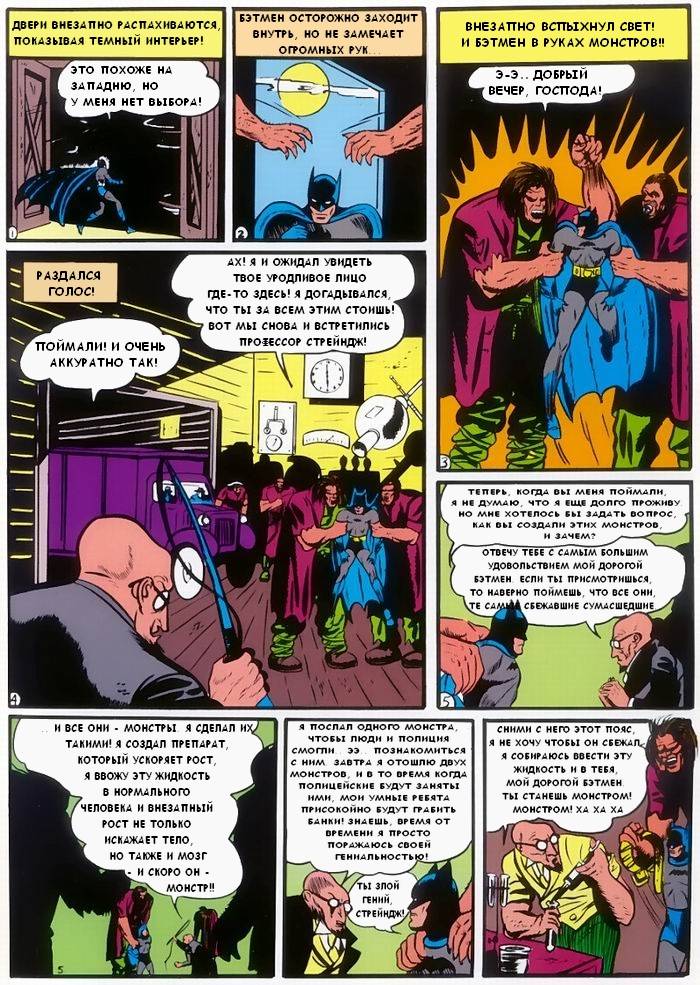 ДВЕРИ ВНЕЗАПНО РАСПАХИВАЮТСЯ,
ПОКАЗЫВАЯ ТЕМНЫЙ ИНТЕРЬЕР!
ЭТО ПОХОЖЕ НА
ЗАПАДНЮ, НО
У МЕНЯ НЕТ ВЫБОРА!
1
БЭТМЕН ОСТОРОЖНО ЗАХОДИТ
ВНУТРЬ, НО НЕ ЗАМЕЧАЕТ
ОГРОМНЫХ РУК...
2
ВНЕЗАПНО ВСПЫХНУЛ СВЕТ!
И БЭТМЕН В РУКАХ МОНСТРОВ!!
Э-Э.. ДОБРЫЙ
ВЕЧЕР, ГОСПОДА!
3
РАЗДАЛСЯ
ГОЛОС!
ПОЙМАЛИ! И ОЧЕНЬ
АККУРАТНО ТАК!
АХ! Я И ОЖИДАЛ УВИДЕТЬ
ТВОЕ УРОДЛИВОЕ ЛИЦО
ГДЕ-ТО ЗДЕСЬ! Я ДОГАДЫВАЛСЯ,
ЧТО ТЫ ЗА ВСЕМ ЭТИМ СТОИШЬ!
ВОТ МЫ СНОВА И ВСТРЕТИЛИСЬ
ПРОФЕССОР СТРЕЙНДЖ!
4
ТЕПЕРЬ, КОГДА ВЫ МЕНЯ ПОЙМАЛИ,
Я НЕ ДУМАЮ, ЧТО Я ЕЩЕ ДОЛГО ПРОЖИВУ
НО МНЕ ХОТЕЛОСЬ БЫ ЗАДАТЬ ВОПРОС,
КАК ВЫ СОЗДАЛИ ЭТИХ МОНСТРОВ,
И ЗАЧЕМ?
ОТВЕЧУ ТЕБЕ С САМЫМ БОЛЬШИМ
УДОВОЛЬСТВИЕМ МОЙ ДОРОГОЙ
БЭТМЕН. ЕСЛИ ТЫ ПРИСМОТРИШЬСЯ,
ТО НАВЕРНО ПОЙМЕШЬ, ЧТО ВСЕ ОНИ,
ТЕ САМЫЕ СБЕЖАВШИЕ СУМАСШЕДШИЕ
5
... И ВСЕ ОНИ - МОНСТРЫ. Я СДЕЛАЛ ИХ
ТАКИМИ! Я СОЗДАЛ ПРЕПАРАТ,
КОТОРЫЙ УСКОРЯЕТ РОСТ,
Я ВВОЖУ ЭТУ ЖИДКОСТЬ
В НОРМАЛЬНОГО
ЧЕЛОВЕКА И ВНЕЗАПНЫЙ
РОСТ НЕ ТОЛЬКО
ИСКАЖАЕТ ТЕЛО,
НО ТАКЖЕ И МОЗГ
- И СКОРО ОН -
МОНСТР!!
5
Я ПОСЛАЛ ОДНОГО МОНСТРА,
ЧТОБЫ ЛЮДИ И ПОЛИЦИЯ
СМОГЛИ.. ЭЭ.. ПОЗНАКОМИТЬСЯ
С НИМ. ЗАВТРА Я ОТОШЛЮ ДВУХ
МОНСТРОВ, И В ТО ВРЕМЯ КОГДА
ПОЛИЦЕЙСКИЕ БУДУТ ЗАНЯТЫ
ИМИ, МОИ УМНЫЕ РЕБЯТА
ПРИСОКОЙНО БУДУТ ГРАБИТЬ
БАНКИ! ЗНАЕШЬ, ВРЕМЯ ОТ
ВРЕМЕНИ Я ПРОСТО
ПОРАЖАЮСЬ СВОЕЙ
ГЕНИАЛЬНОСТЬЮ!
ТЫ ЗЛОЙ
ГЕНИЙ,
СТРЕЙНДЖ!
СНИМИ С НЕГО ЭТОТ ПОЯС,
Я НЕ ХОЧУ ЧТОБЫ ОН СБЕЖАЛ
Я СОБИРАЮСЬ ВВЕСТИ ЭТУ
ЖИДКОСТЬ И В ТЕБЯ,
МОЙ ДОРОГОЙ БЭТМЕН.
ТЫ СТАНЕШЬ МОНСТРОМ!
МОНСТРОМ! ХА ХА ХА